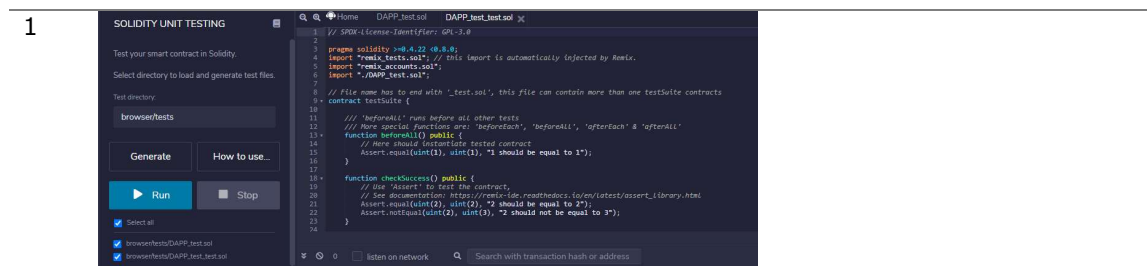 1
SOLIDITY UNIT TESTING
Test your smart contract in Solidity.
Select directory to load and generate test files.
Test directory:
browser/tests
Generate
How to use...
Run
Stop
Select all
browser/tests/DAPP_test.sol
browser/tests/DAPP_test_test.sol
Home DAPP_test.sol DAPP_test_test.sol
1 // SPDX-License-Identifier: GPL-3.0
2
3 pragma solidity >=0.4.22 <0.8.0;
4 import "remix_tests.sol"; // this import is automatically injected by Remix.
5 import "remix_accounts.sol";
6 import "./DAPP_test.sol";
7
8 // File name has to end with '_test.sol', this file can contain more than one testSuite contracts
9 contract testSuite {
10
11 /// 'beforeAll' runs before all other tests
12 /// More special functions are: 'beforeEach', 'beforeAll', 'afterEach' & 'afterAll'
13 function beforeAll() public {
14 // Here should instantiate tested contract
15 Assert.equal(uint(1), uint(1), "1 should be equal to 1");
16 }
17
18 function checkSuccess() public {
19 // Use 'Assert' to test the contract,
20 // See documentation: https://remix-ide.readthedocs.io/en/latest/assert_library.html
21 Assert.equal(uint(2), uint(2), "2 should be equal to 2");
22 Assert.notEqual(uint(2), uint(3), "2 should not be equal to 3");
23 }
24
0 listen on network Search with transaction hash or address